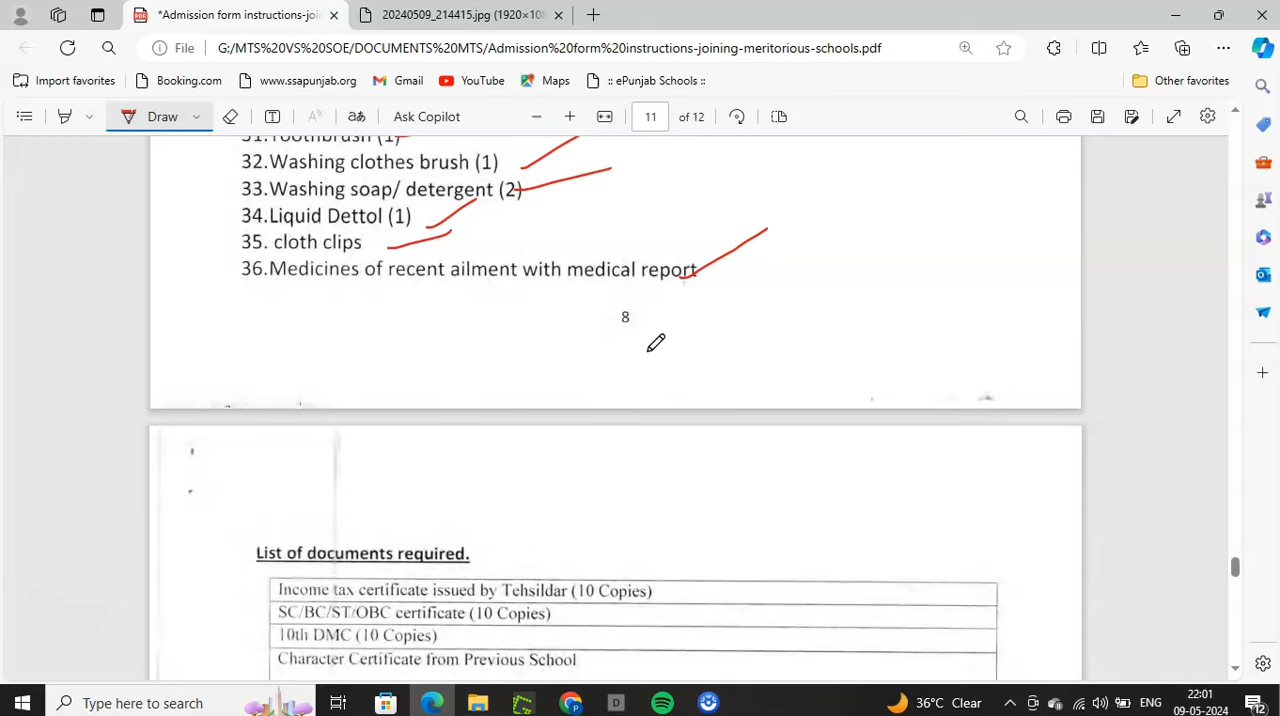 *Admission form instructions-joi
20240509_214415.jpg (1920×108
File
G:/MTS%20VS%20SOE/DOCUMENTS%20MTS/Admission%20form%20instructions-joining-meritorious-schools.pdf
Import favorites
Booking.com
www.ssapunjab.org
Gmail
YouTube
Maps
:: ePunjab Schools ::
Other favorites
Draw
Ask Copilot
11 of 12
31.Toothbrush (1)
32.Washing clothes brush (1)
33.Washing soap/ detergent (2)
34.Liquid Dettol (1)
35. cloth clips
36.Medicines of recent ailment with medical report
8
List of documents required.
Income tax certificate issued by Tehsildar (10 Copies)
SC/BC/ST/OBC certificate (10 Copies)
10th DMC (10 Copies)
Character Certificate from Previous School
Type here to search
36°C Clear
ENG
22:01
09-05-2024
12